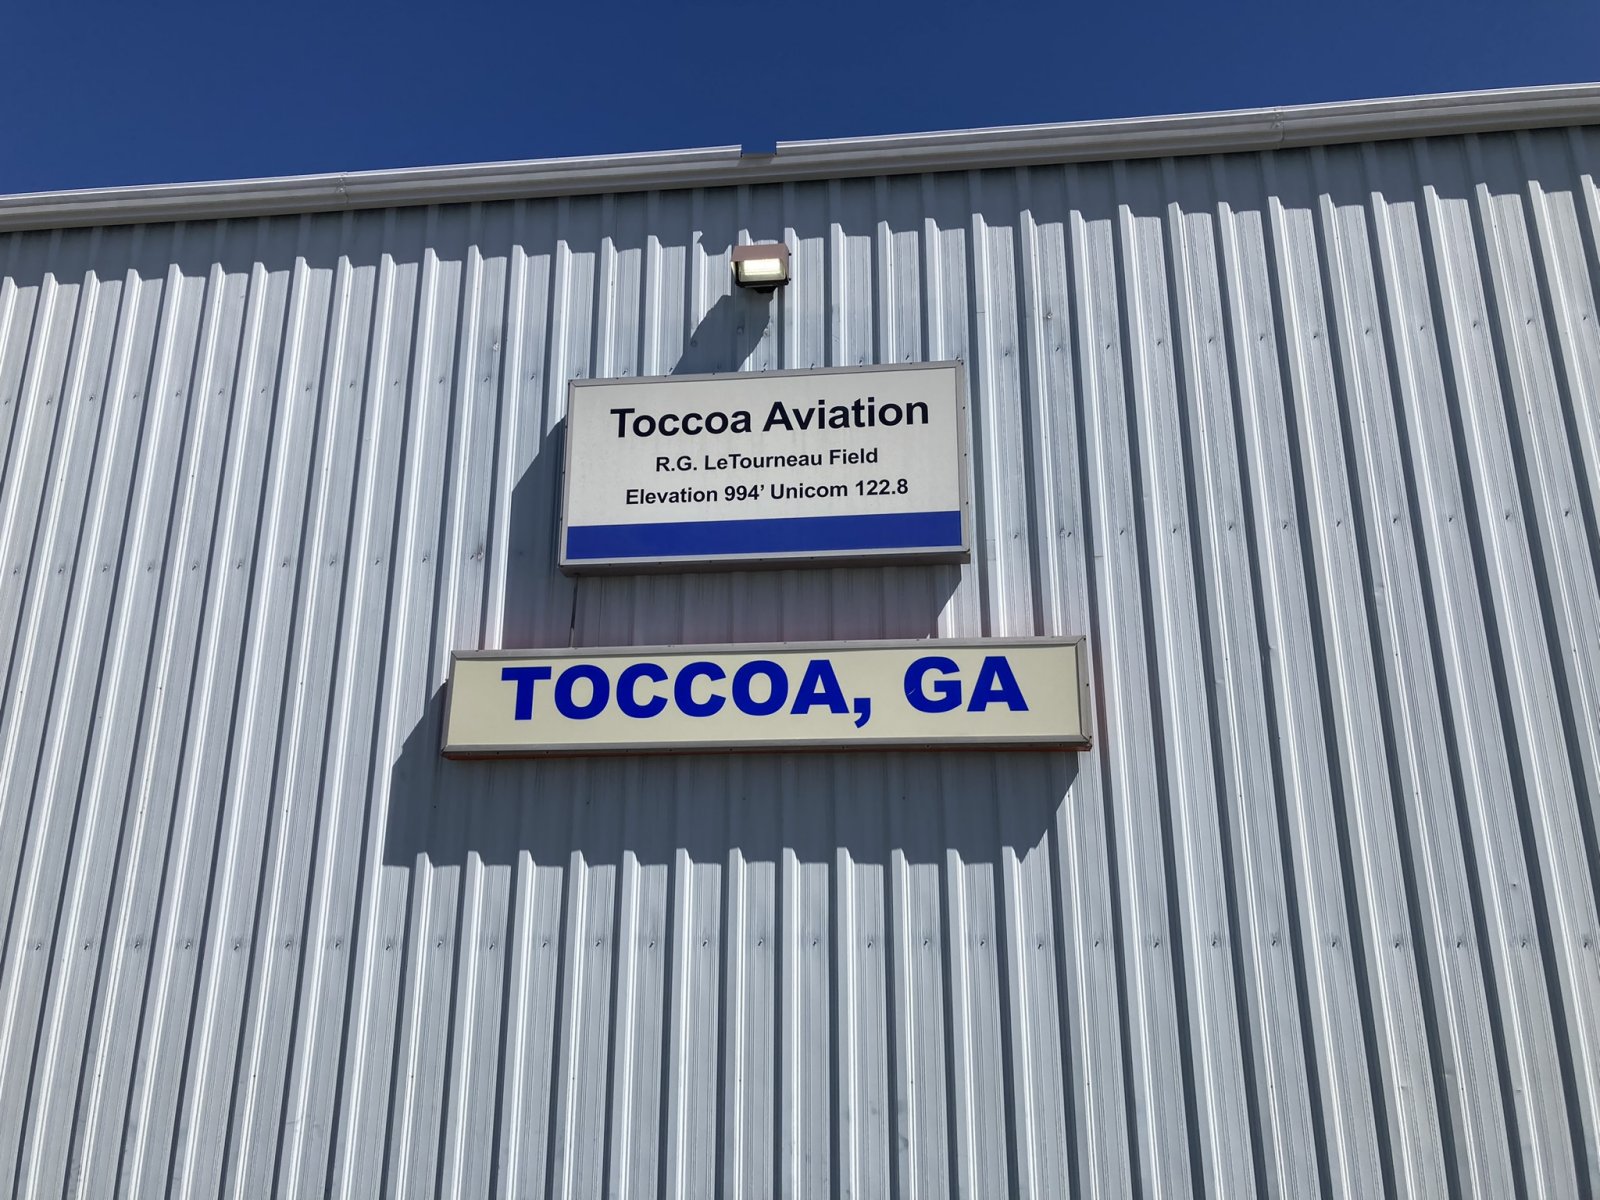 Toccoa Aviation
R.G. LeTourneau Field
Elevation 994’ Unicom 122.8
TOCCOA, GA